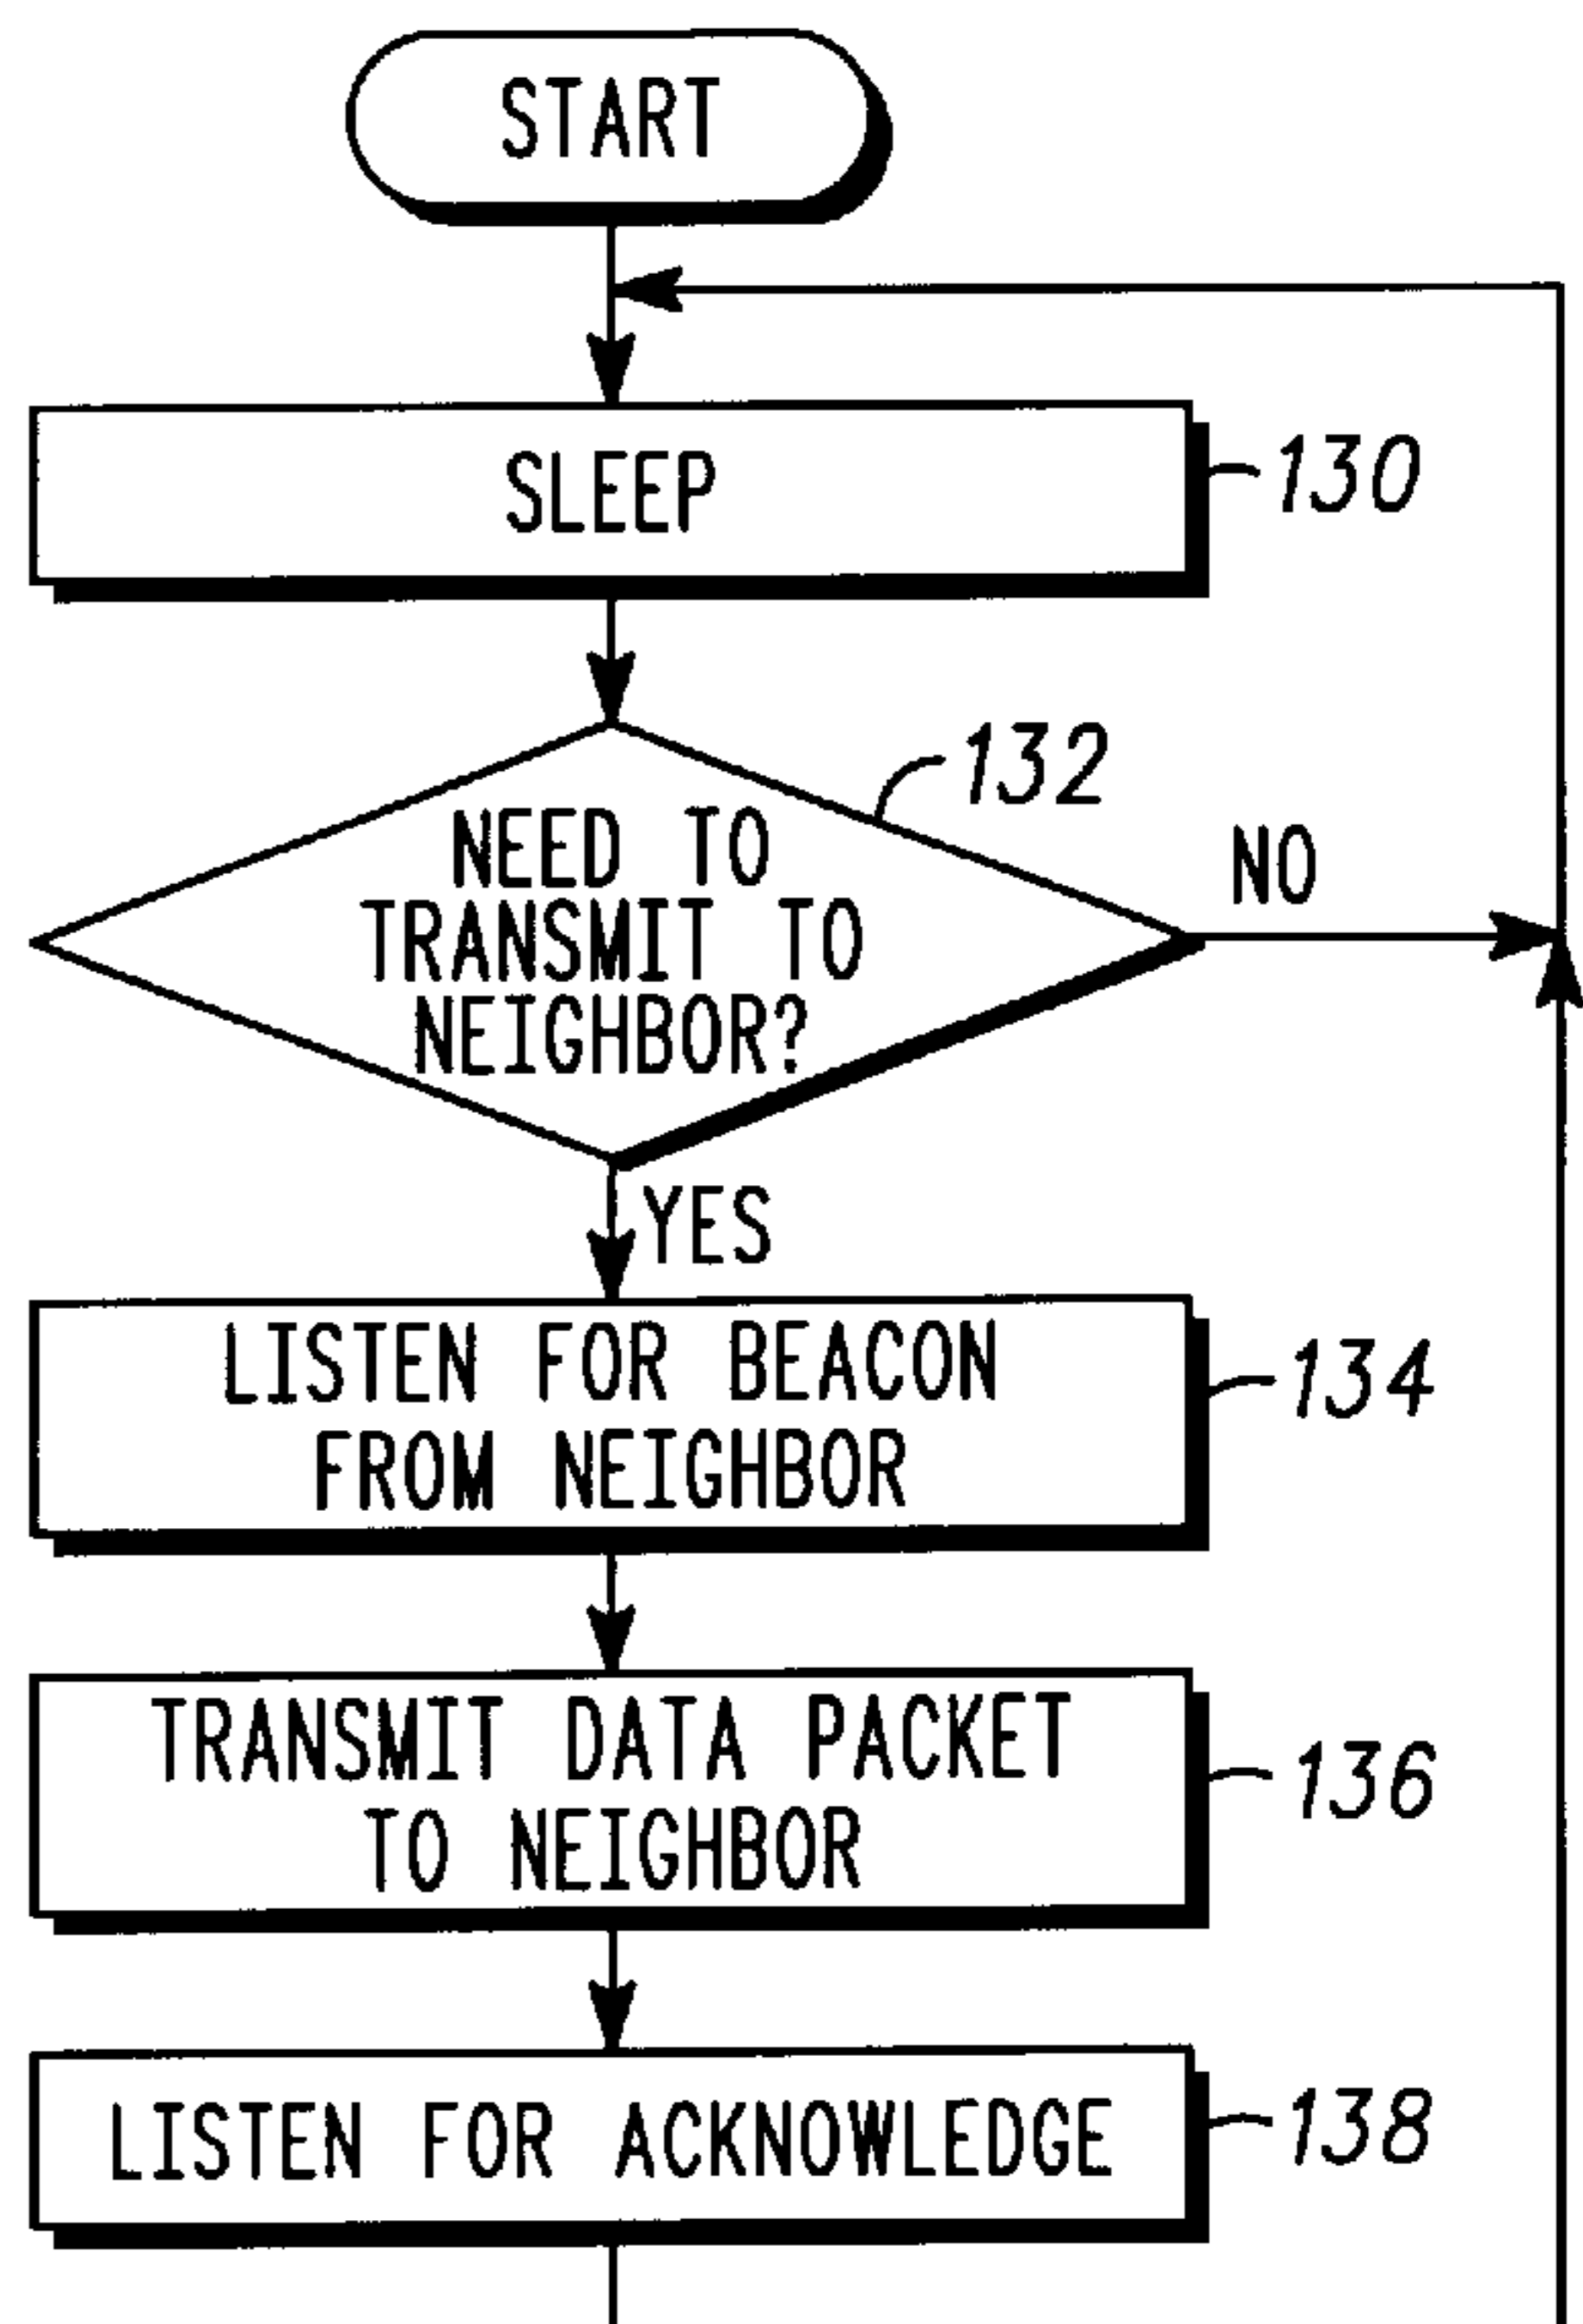 START
SLEEP
130
132
NEED TO
TRANSMIT TO
NEIGHBOR?
NO
YES
LISTEN FOR BEACON
FROM NEIGHBOR
134
TRANSMIT DATA PACKET
TO NEIGHBOR
136
LISTEN FOR ACKNOWLEDGE
138